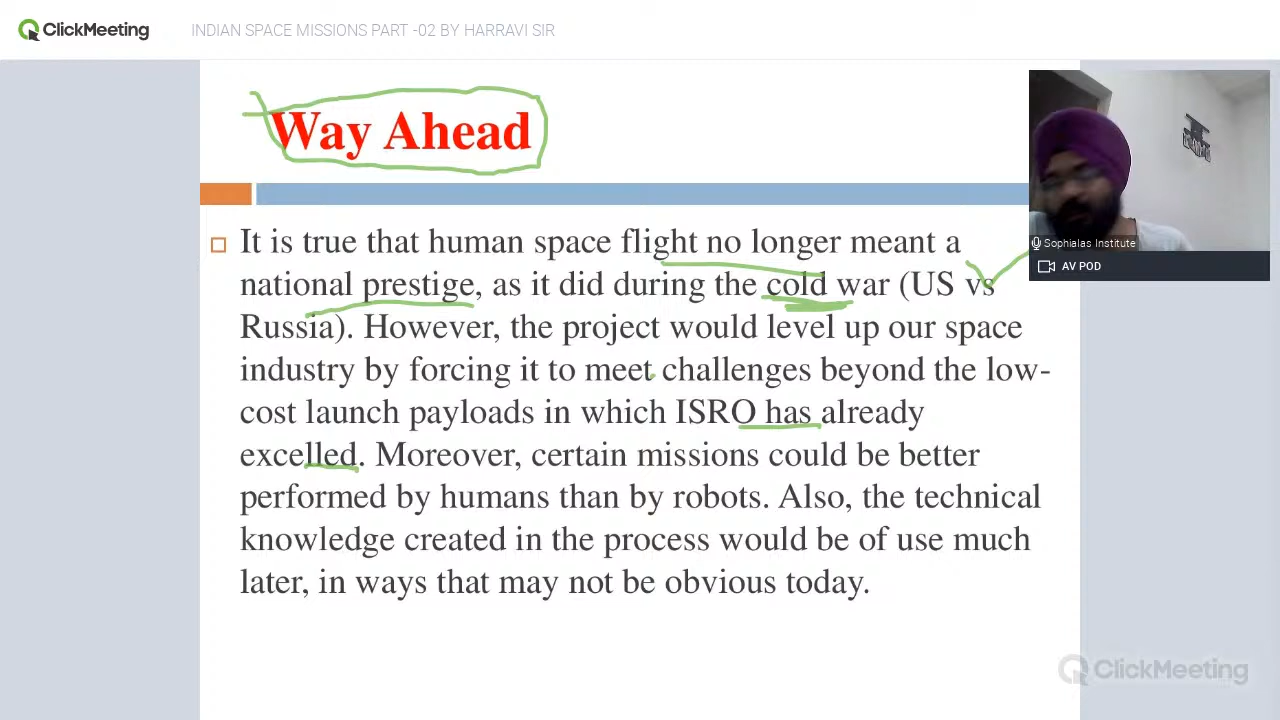 ClickMeeting
INDIAN SPACE MISSIONS PART -02 BY HARRAVI SIR
Way Ahead
It is true that human space flight no longer meant a
national prestige, as it did during the cold war (US vs
Russia). However, the project would level up our space
industry by forcing it to meet challenges beyond the low-
cost launch payloads in which ISRO has already
excelled. Moreover, certain missions could be better
performed by humans than by robots. Also, the technical
knowledge created in the process would be of use much
later, in ways that may not be obvious today.
Sophialas Institute
AV POD
ClickMeeting